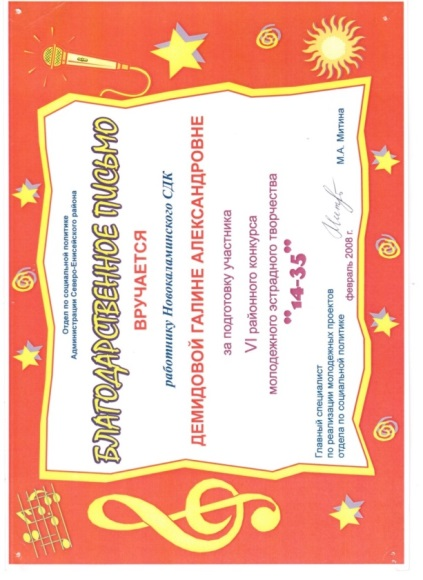 Отдел по социальной политике
Администрации Северо-Енисейского района
БЛАГОДАРСТВЕННОЕ ПИСЬМО
ВРУЧАЕТСЯ
работнику Новокаламинского СДК
ДЕМИДОВОЙ ГАЛИНЕ АЛЕКСАНДРОВНЕ
за подготовку участника
VI районного конкурса
молодежного эстрадного творчества
"14-35"
Главный специалист
по реализации молодежных проектов
отдела по социальной политике
М.А. Митина
Февраль 2008 г.